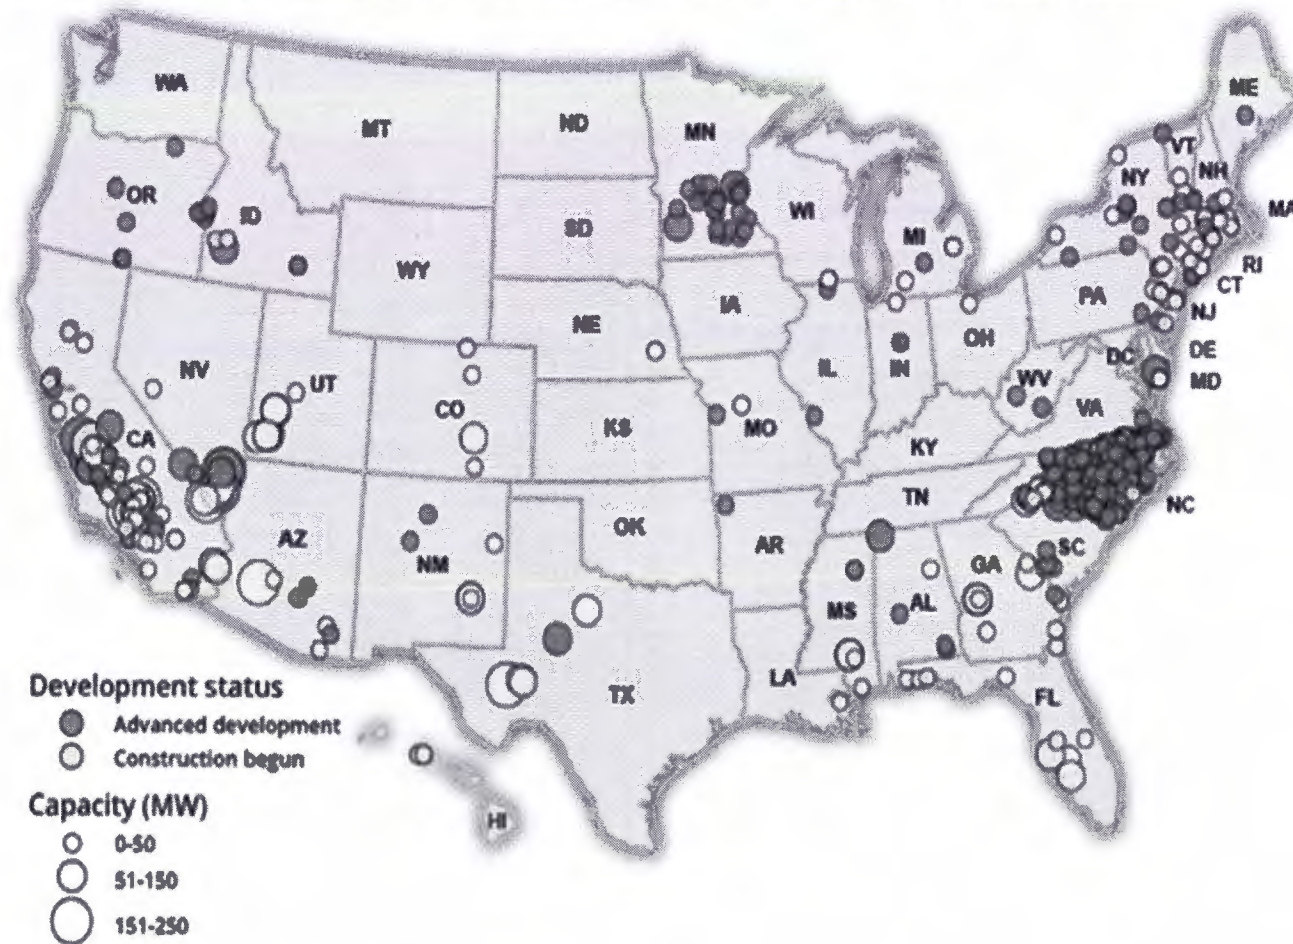 WA
MT
ND
MN
ME
VT
NH
NY
MA
OR
ID
WI
SD
MI
WY
RI
CT
IA
PA
NJ
NE
NV
UT
OH
DC
DE
MD
IL
IN
WV
VA
CO
CA
KS
MO
KY
NC
TN
OK
AZ
NM
AR
SC
GA
MS
AL
LA
TX
FL
HI
Development status
Advanced development
Construction begun
Capacity (MW)
0-50
51-150
151-250